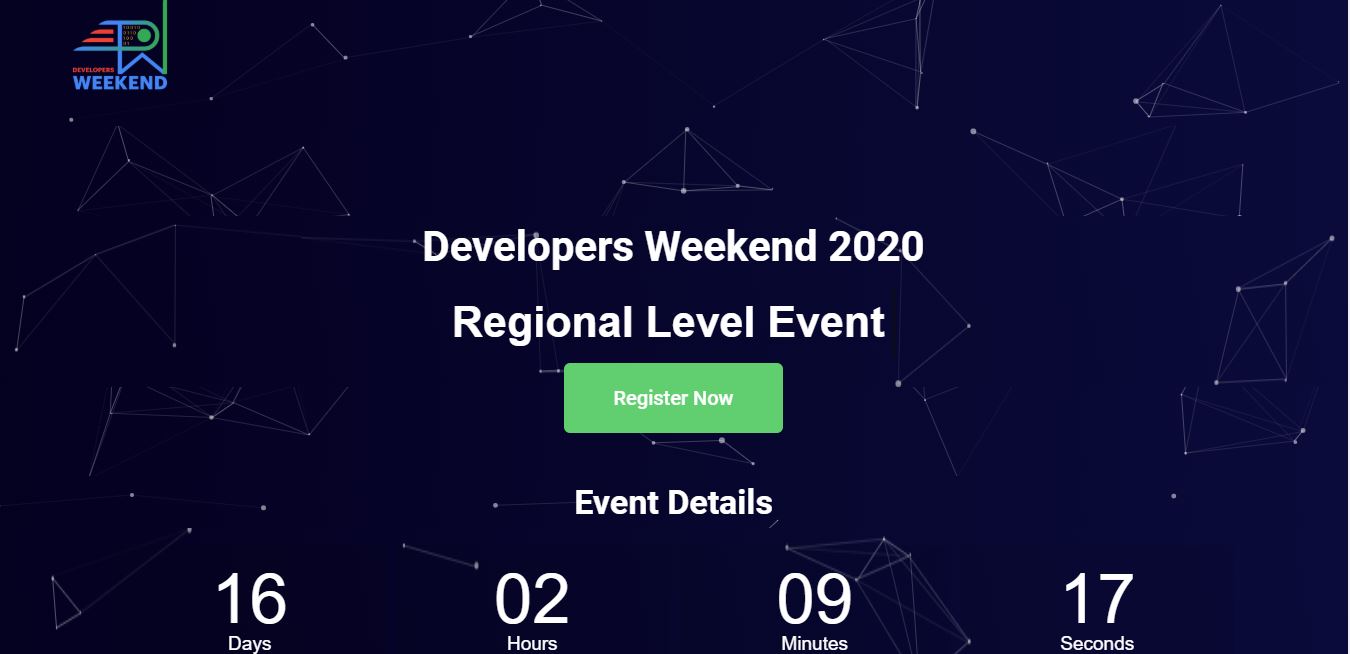 DEVELOPERS
WEEKEND
Developers Weekend 2020
Regional Level Event
Register Now
Event Details
16 02 09 17
Days Hours Minutes Seconds